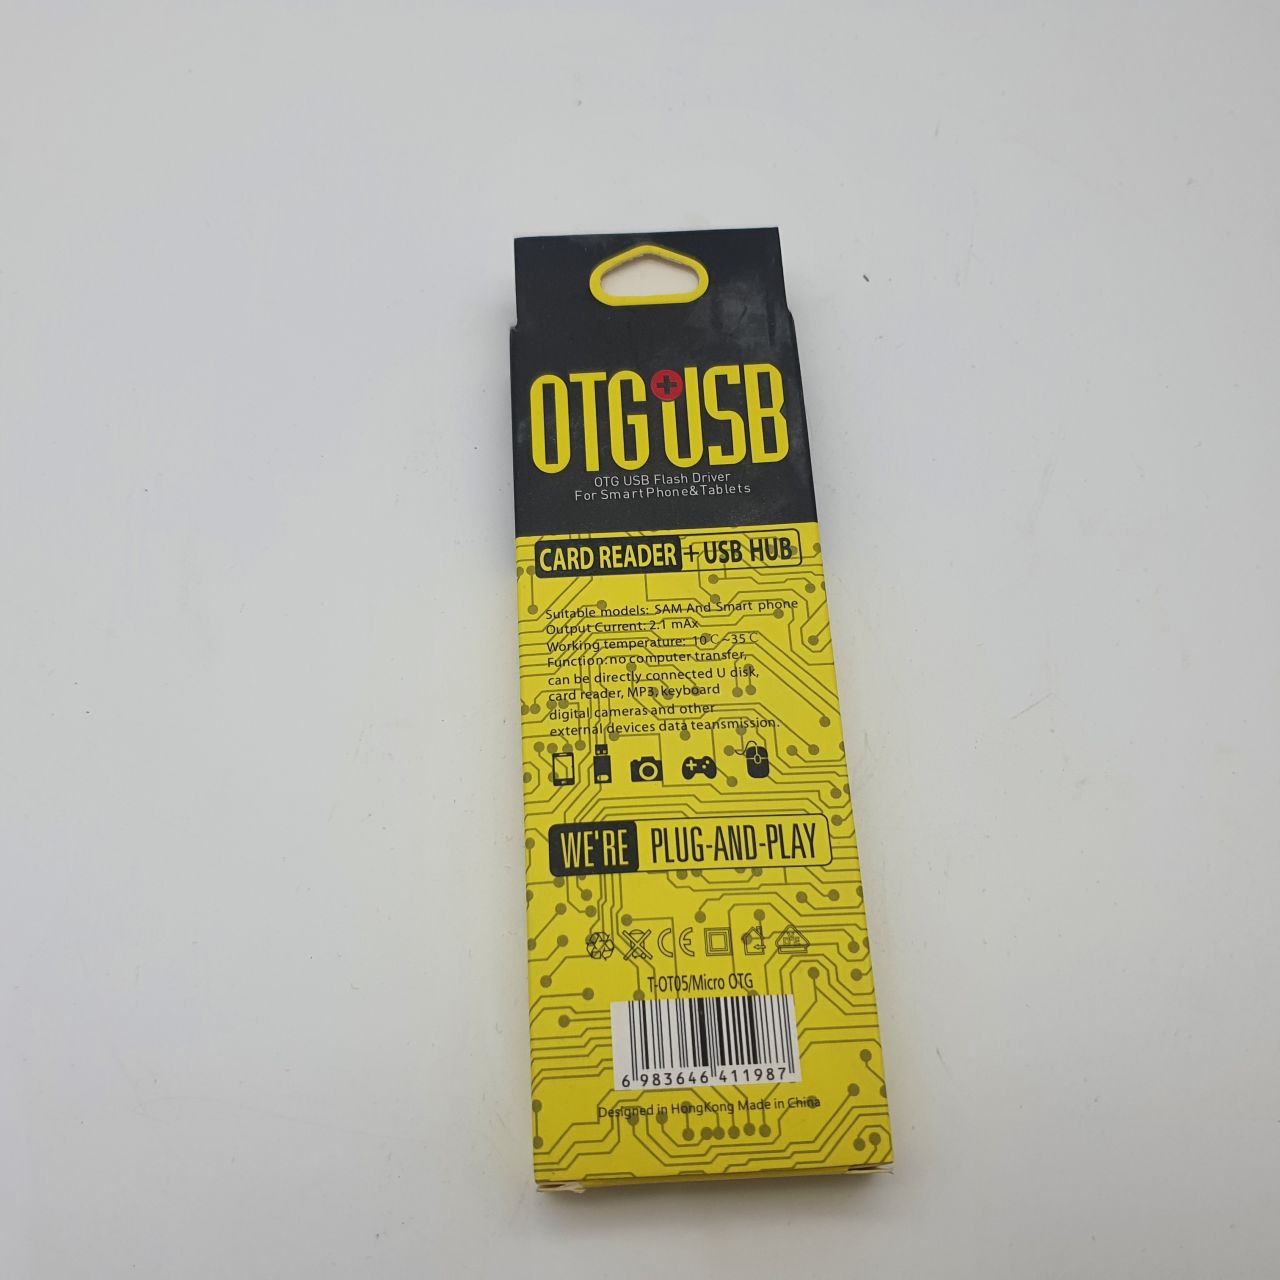 OTG USB
OTG USB Flash Driver
For SmartPhone&Tablets
CARD READER + USB HUB
Suitable models: SAM And Smart phone
Output Current: 2.1 mAx
Working temperature: 10℃~35℃
Function:no computer transfer,
can be directly connected U disk,
card reader, MP3, keyboard
digital cameras and other
external devices data teansmission.
WE'RE PLUG-AND-PLAY
CE
T-OT05/Micro OTG
6 983646 411987
Designed in HongKong Made in China